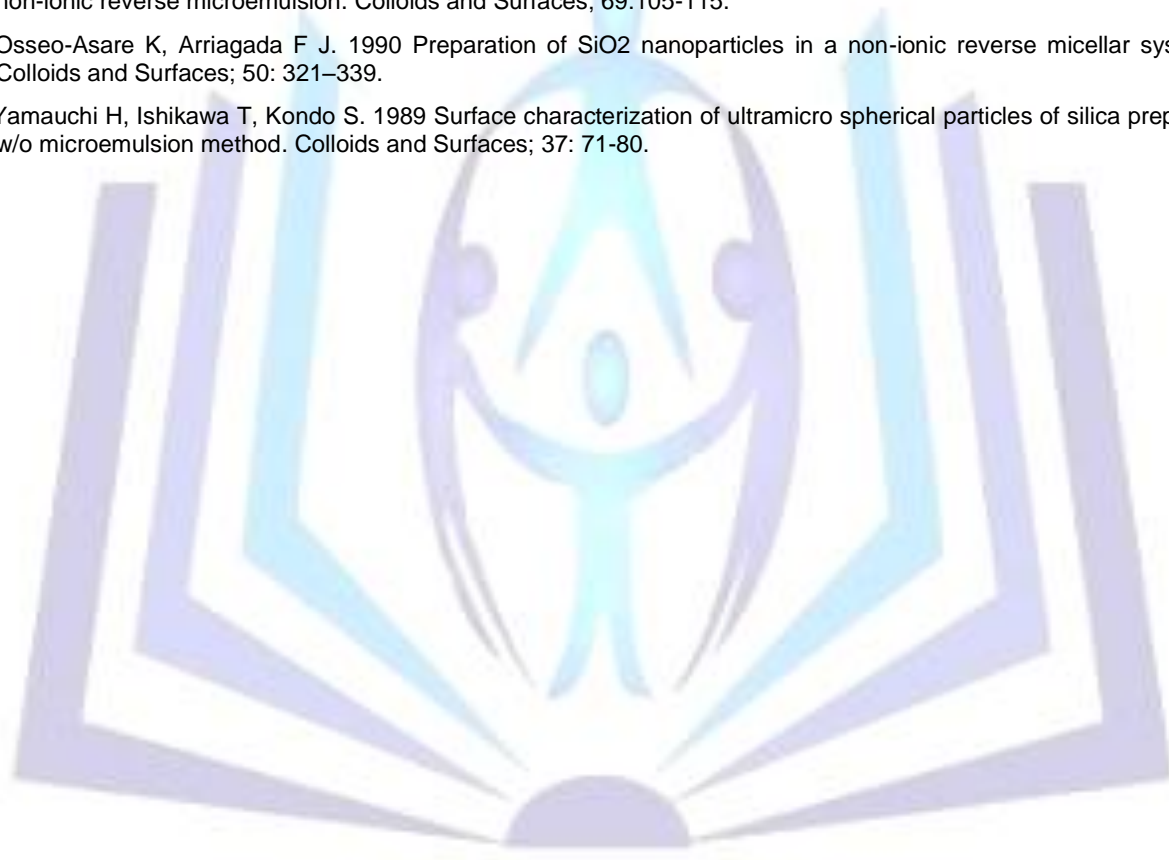 non-ionic reverse microemulsion. Colloids and Surfaces; 69:105-115.
Osseo-Asare K, Arriagada F J. 1990 Preparation of SiO2 nanoparticles in a non-ionic reverse micellar
Colloids and Surfaces; 50: 321–339.
Yamauchi H, Ishikawa T, Kondo S. 1989 Surface characterization of ultramicro spherical particles of silica
w/o microemulsion method. Colloids and Surfaces; 37: 71-80.